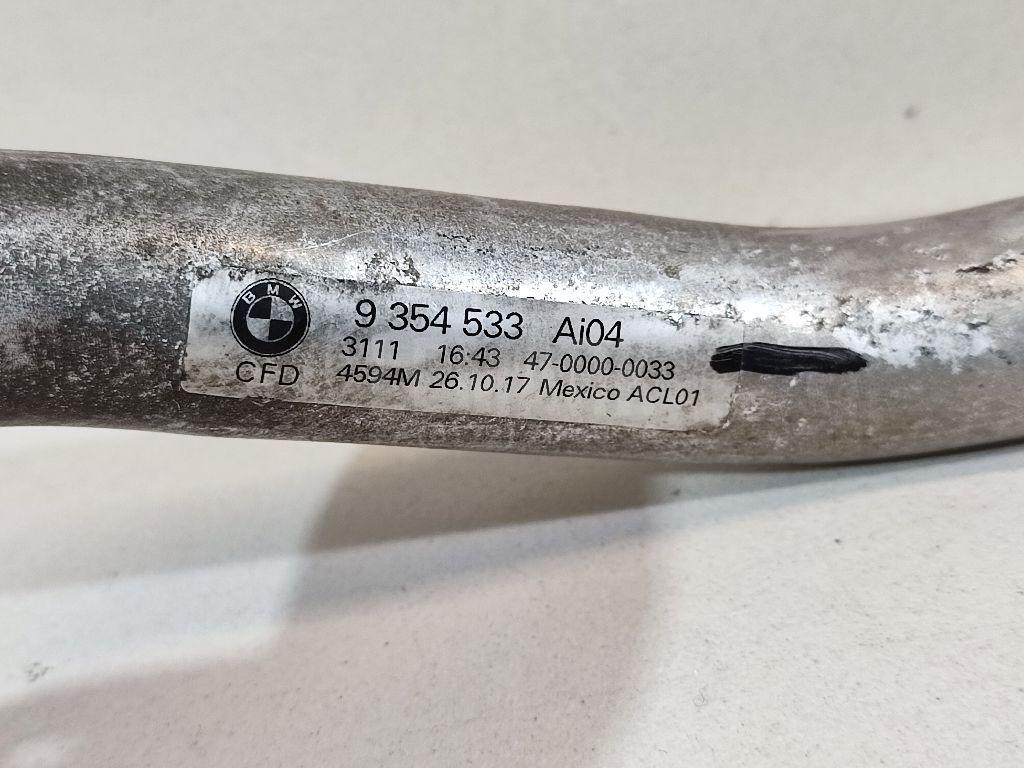 BMW
9 354 533 Ai04
3111 16:43 47-0000-0033
CFD 4594M 26.10.17 Mexico ACL01